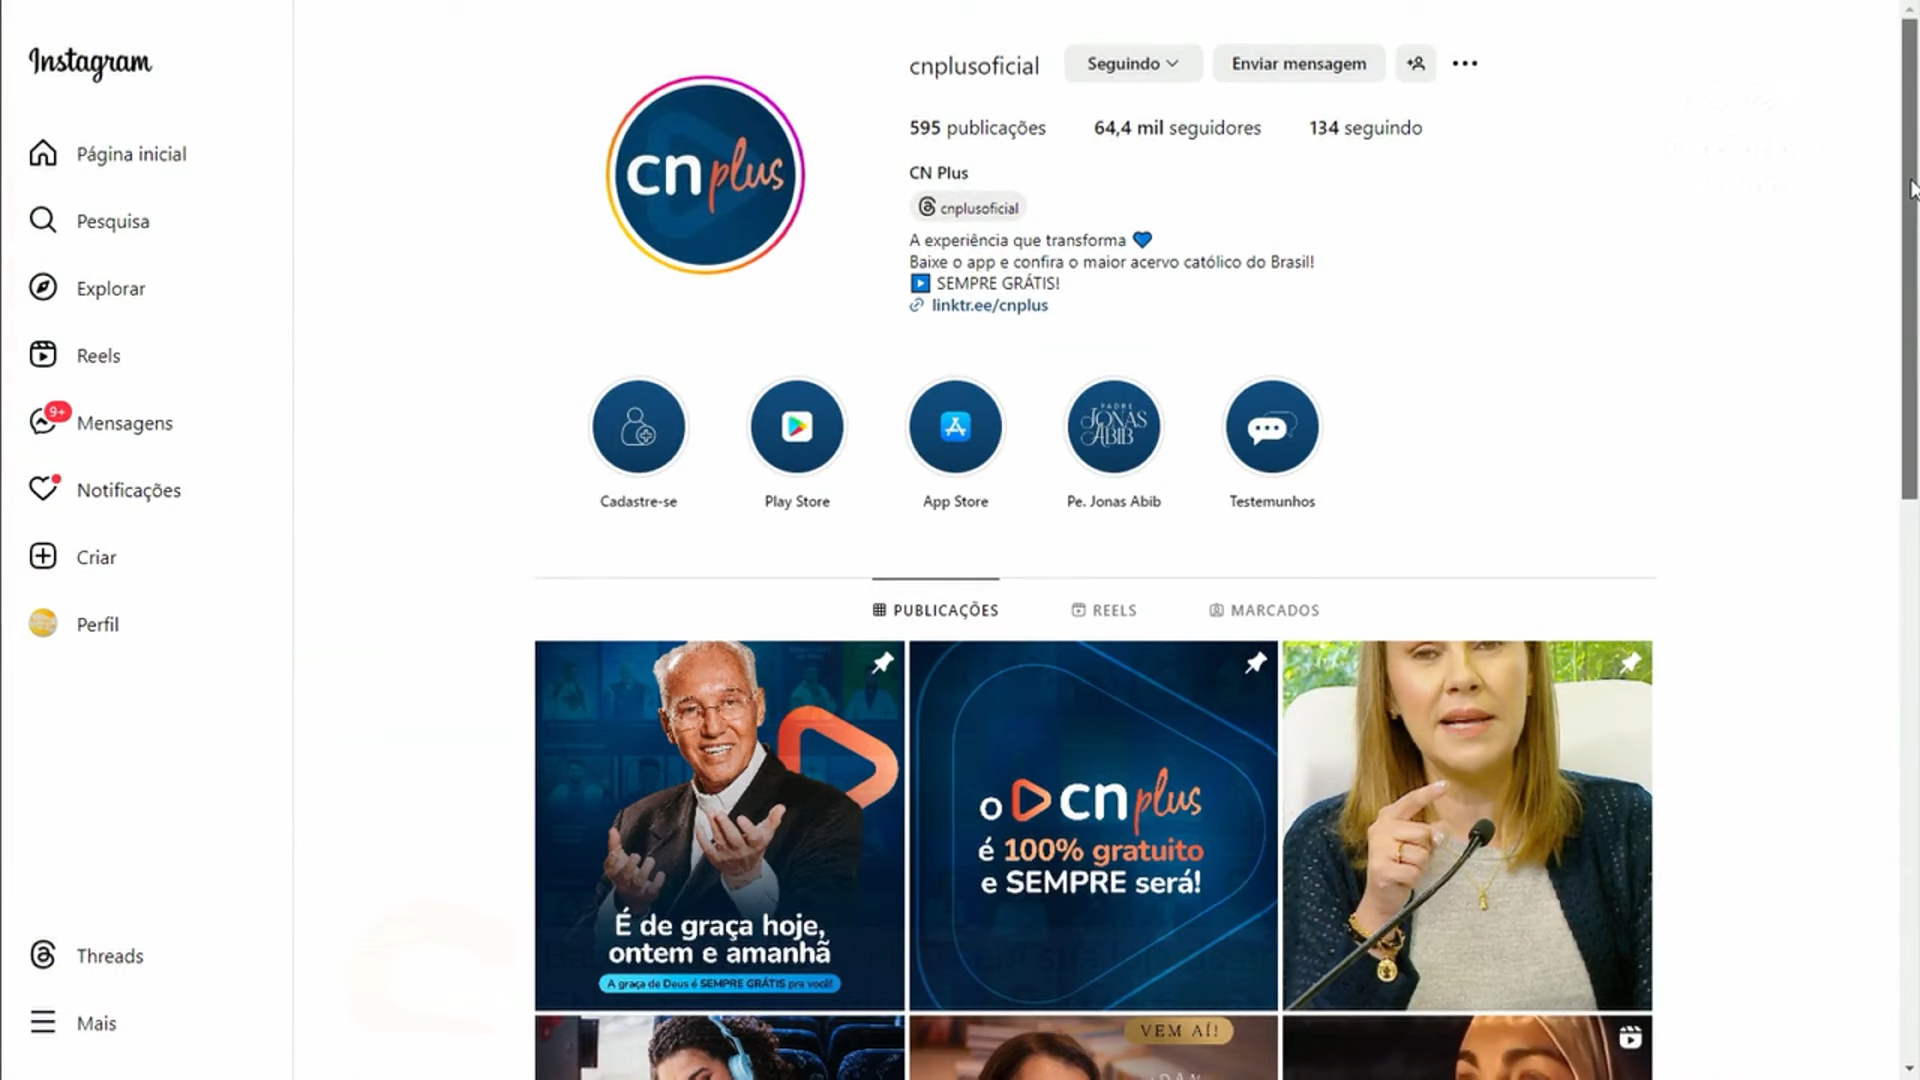 Instagram
Página inicial
Pesquisa
Explorar
Reels
9+
Mensagens
Notificações
Criar
Perfil
Threads
Mais
cn plus
cnplusoficial
Seguindo
Enviar mensagem
595 publicações
64,4 mil seguidores
134 seguindo
CN Plus
cnplusoficial
A experiência que transforma
Baixe o app e confira o maior acervo católico do Brasil!
SEMPRE GRÁTIS!
linktr.ee/cnplus
PADRE
JONAS
ABIB
Cadastre-se
Play Store
App Store
Pe. Jonas Abib
Testemunhos
PUBLICAÇÕES
REELS
MARCADOS
É de graça hoje,
ontem e amanhã
A graça de Deus é SEMPRE GRÁTIS pra você!
o cn plus
é 100% gratuito
e SEMPRE será!
VEM AÍ!